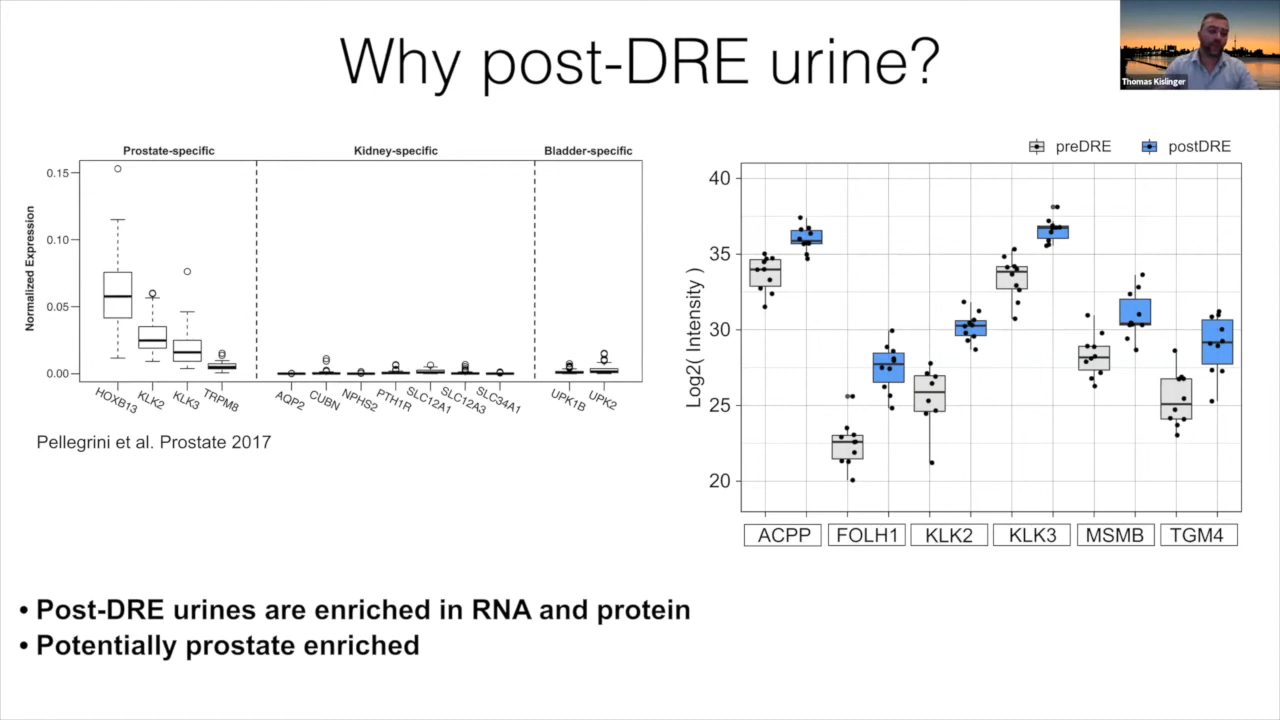 Why post-DRE urine?
Thomas Kislinger
Prostate-specific
Kidney-specific
Bladder-specific
Normalized Expression
0.15
0.10
0.05
0.00
HOXB13
KLK2
KLK3
TRPM8
AQP2
CUBN
NPHS2
PTH1R
SLC12A1
SLC12A3
SLC34A1
UPK1B
UPK2
Pellegrini et al. Prostate 2017
preDRE
postDRE
Log2( Intensity )
40
35
30
25
20
ACPP
FOLH1
KLK2
KLK3
MSMB
TGM4
• Post-DRE urines are enriched in RNA and protein
• Potentially prostate enriched